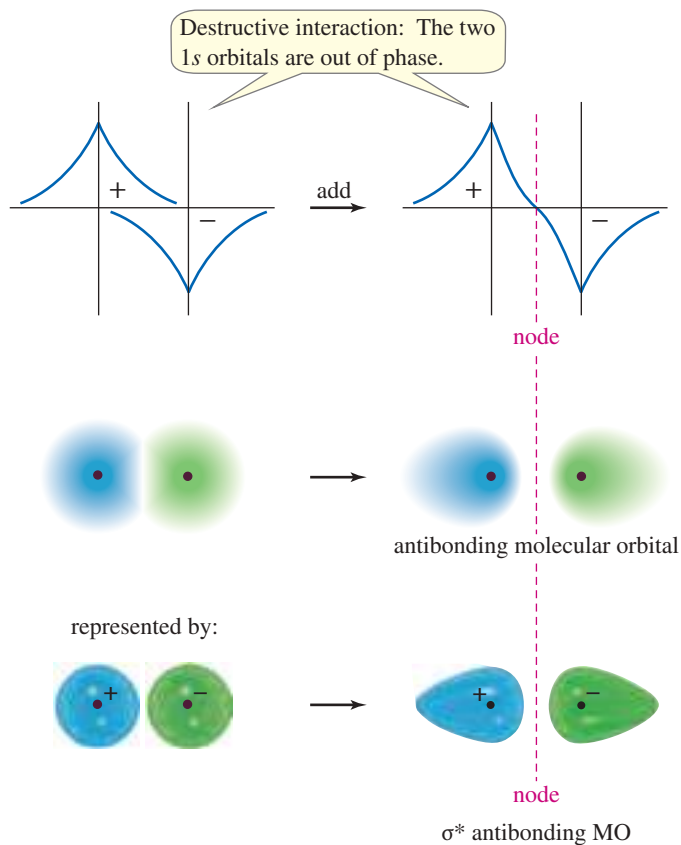 Destructive interaction: The two
1s orbitals are out of phase.
+
−
add
+
−
node
antibonding molecular orbital
represented by:
+
−
+
−
node
σ* antibonding MO